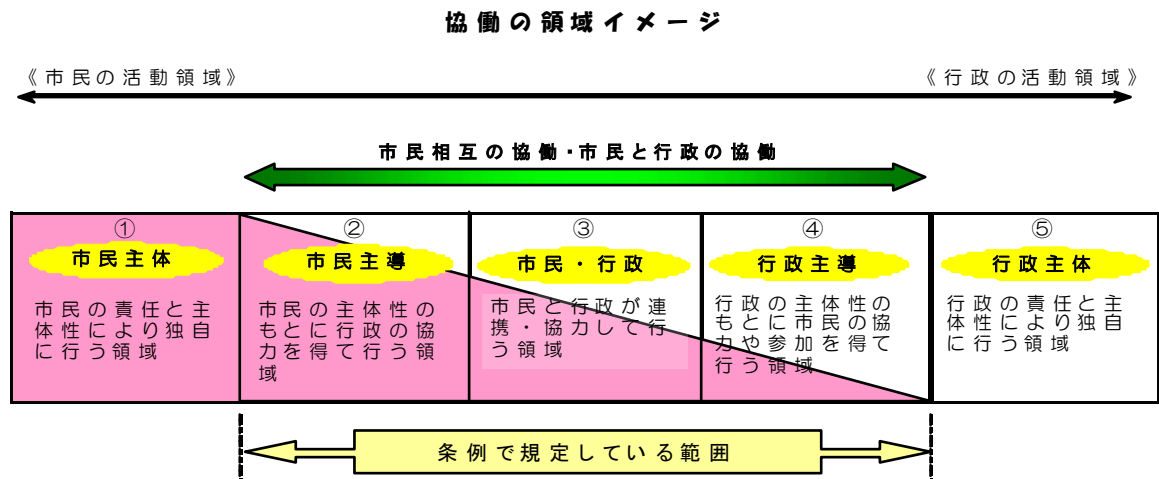 協働の領域イメージ
《市民の活動領域》
《行政の活動領域》
市民相互の協働・市民と行政の協働
①
市民主体
市民の責任と主
体性により独自
に行う領域
②
市民主導
市民の主体性の
もとに行政の協
力を得て行う領
域
③
市民・行政
市民と行政が連
携・協力して行
う領域
④
行政主導
行政の主体性の
もとに市民の協
力や参加を得て
行う領域
⑤
行政主体
行政の責任と主
体性により独自
に行う領域
条例で規定している範囲